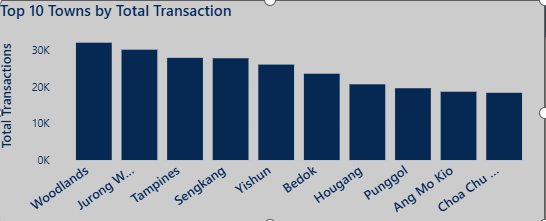 Top 10 Towns by Total Transaction
Total Transactions
30K
20K
10K
0K
Woodlands
Jurong W...
Tampines
Sengkang
Yishun
Bedok
Hougang
Punggol
Ang Mo Kio
Choa Chu ...